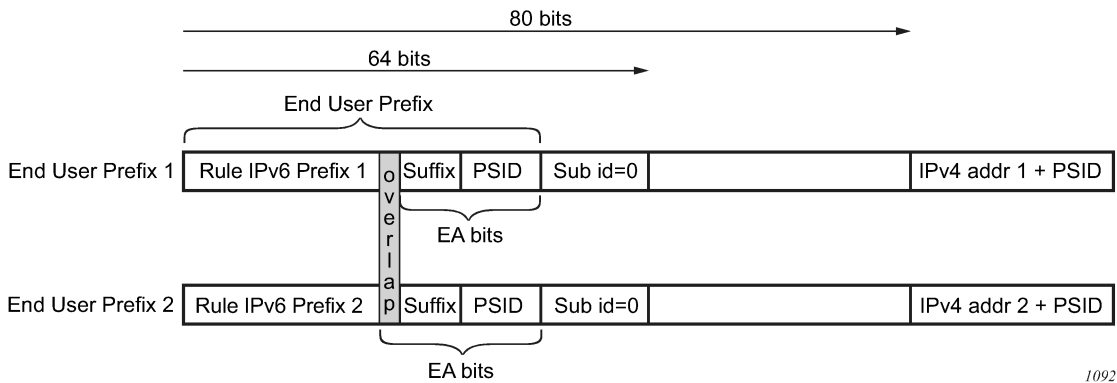 80 bits
64 bits
End User Prefix
End User Prefix 1
Rule IPv6 Prefix 1
Suffix
PSID
Sub id=0
IPv4 addr 1 + PSID
overlap
EA bits
End User Prefix 2
Rule IPv6 Prefix 2
Suffix
PSID
Sub id=0
IPv4 addr 2 + PSID
EA bits
1092